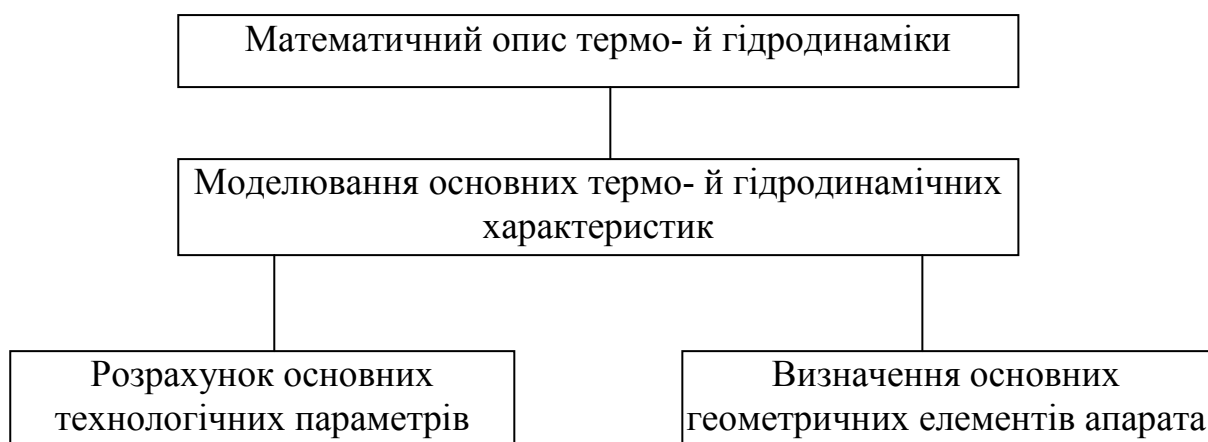 Математичний опис термо- й гідродинаміки
Моделювання основних термо- й гідродинамічних
характеристик
Розрахунок основних
технологічних параметрів
Визначення основних
геометричних елементів апарата